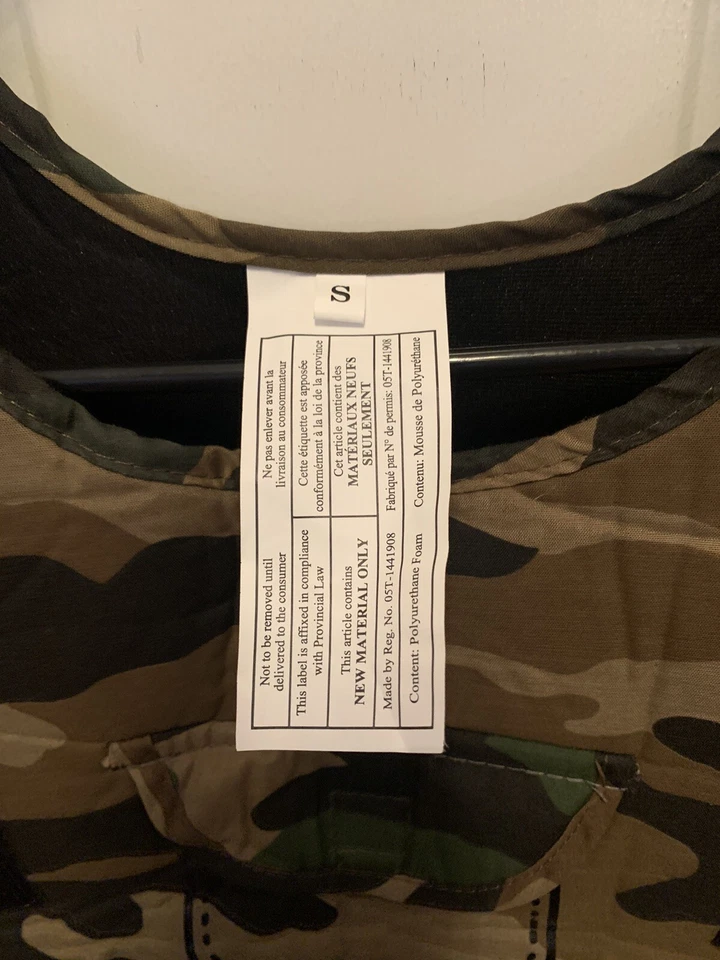 S
Not to be removed until
delivered to the consumer
Ne pas enlever avant la
livraison au consommateur
This label is affixed in compliance
with Provincial Law
Cette étiquette est apposée
conformément à la loi de la province
This article contains
NEW MATERIAL ONLY
Cet article contient des
MATÉRIAUX NEUFS
SEULEMENT
Made by Reg. No. 05T-1441908
Fabriqué par N° de permis: 05T-1441908
Content: Polyurethane Foam
Contenu: Mousse de Polyuréthane